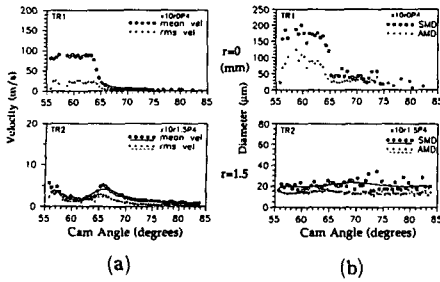 TR1 x10r0P4
mean vel
rms vel
200
150
100
50
0
55 60 65 70 75 80 85
Velocity (m/s)
TR2 x10r1.5P4
mean vel
rms vel
20
10
5
0
55 60 65 70 75 80 85
Cam Angle (degrees)
(a)
r=0
(mm)
r=1.5
TR1 x10r0P4
SMD
AMD
250
200
150
100
50
0
55 60 65 70 75 80 85
Diameter (µm)
TR2 x10r1.5P4
SMD
AMD
80
60
40
20
0
55 60 65 70 75 80 85
Cam Angle (degrees)
(b)